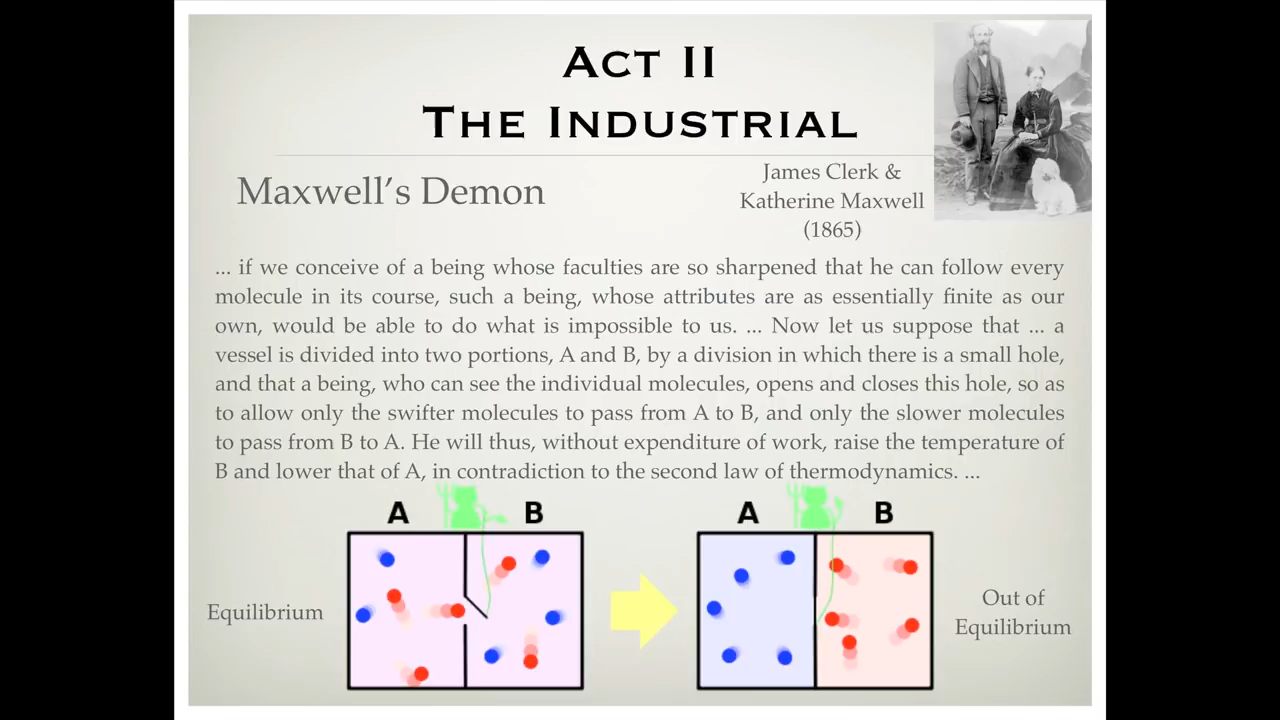 Act II
The Industrial
Maxwell's Demon
James Clerk &
Katherine Maxwell
(1865)
... if we conceive of a being whose faculties are so sharpened that he can follow every
molecule in its course, such a being, whose attributes are as essentially finite as our
own, would be able to do what is impossible to us. ... Now let us suppose that ... a
vessel is divided into two portions, A and B, by a division in which there is a small hole,
and that a being, who can see the individual molecules, opens and closes this hole, so as
to allow only the swifter molecules to pass from A to B, and only the slower molecules
to pass from B to A. He will thus, without expenditure of work, raise the temperature of
B and lower that of A, in contradiction to the second law of thermodynamics. ...
A B
A B
Equilibrium
Out of
Equilibrium